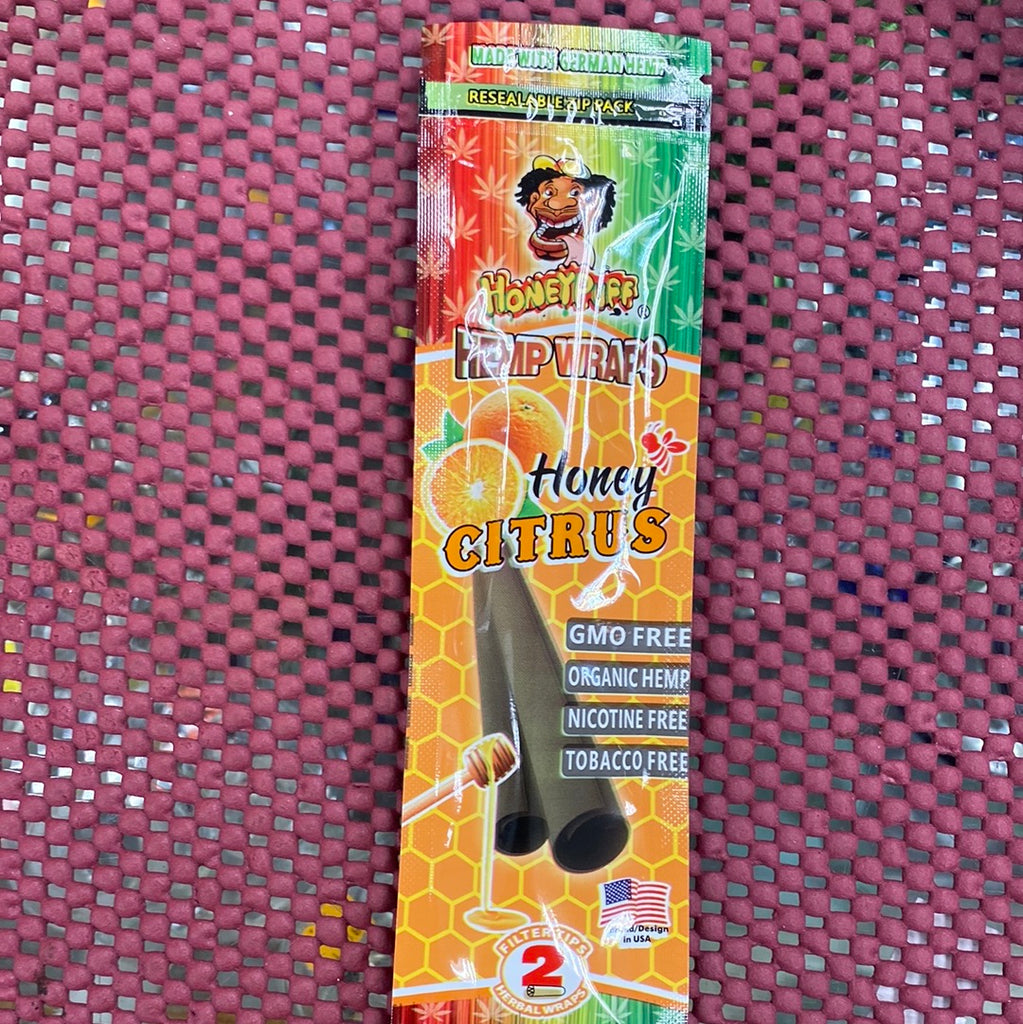 MADE WITH GERMAN HEMP
RESEALABLE ZIP PACK
HONEYPUFF
HEMP WRAPS
Honey
CITRUS
GMO FREE
ORGANIC HEMP
NICOTINE FREE
TOBACCO FREE
/Design
in USA
FILTER TIPS
2
HERBAL WRAPS